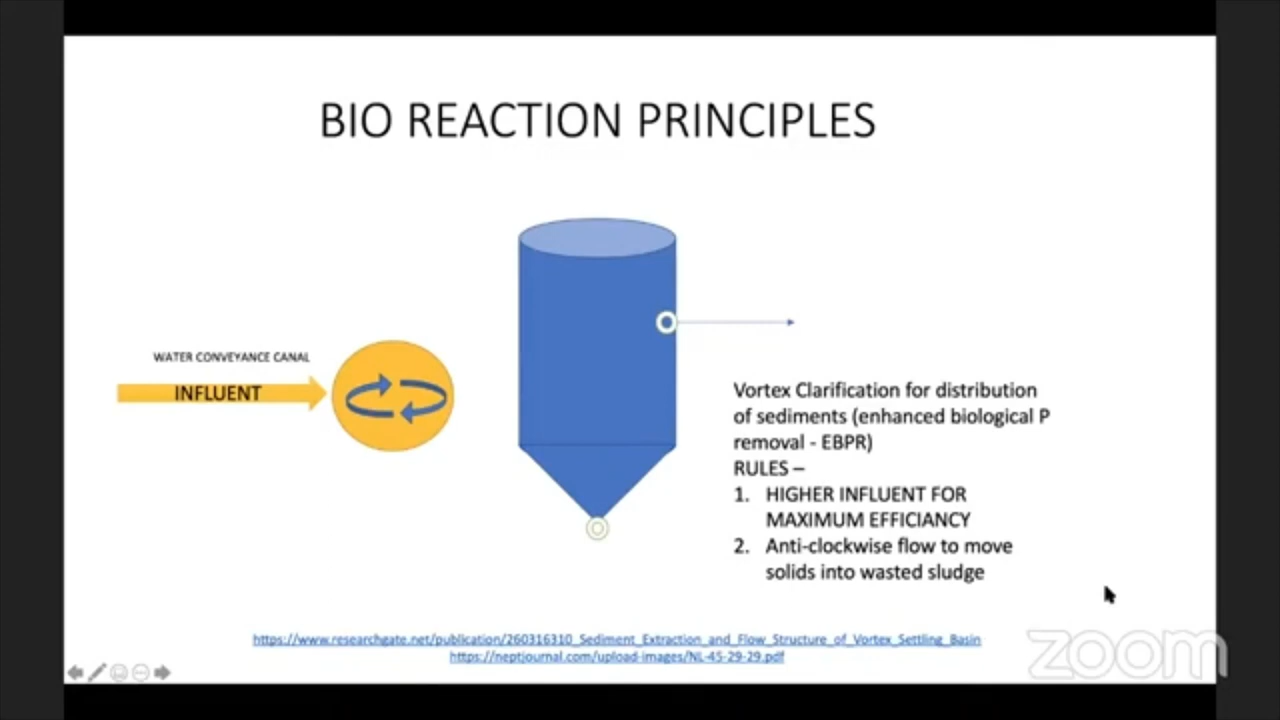 BIO REACTION PRINCIPLES
WATER CONVEYANCE CANAL
INFLUENT
Vortex Clarification for distribution
of sediments (enhanced biological P
removal - EBPR)
RULES –
1. HIGHER INFLUENT FOR
MAXIMUM EFFICIANCY
2. Anti-clockwise flow to move
solids into wasted sludge
https://www.researchgate.net/publication/260316310_Sediment_Extraction_and_Flow_Structure_of_Vortex_Settling_Basin
https://neptjournal.com/upload-images/NL-45-29-29.pdf
zoom